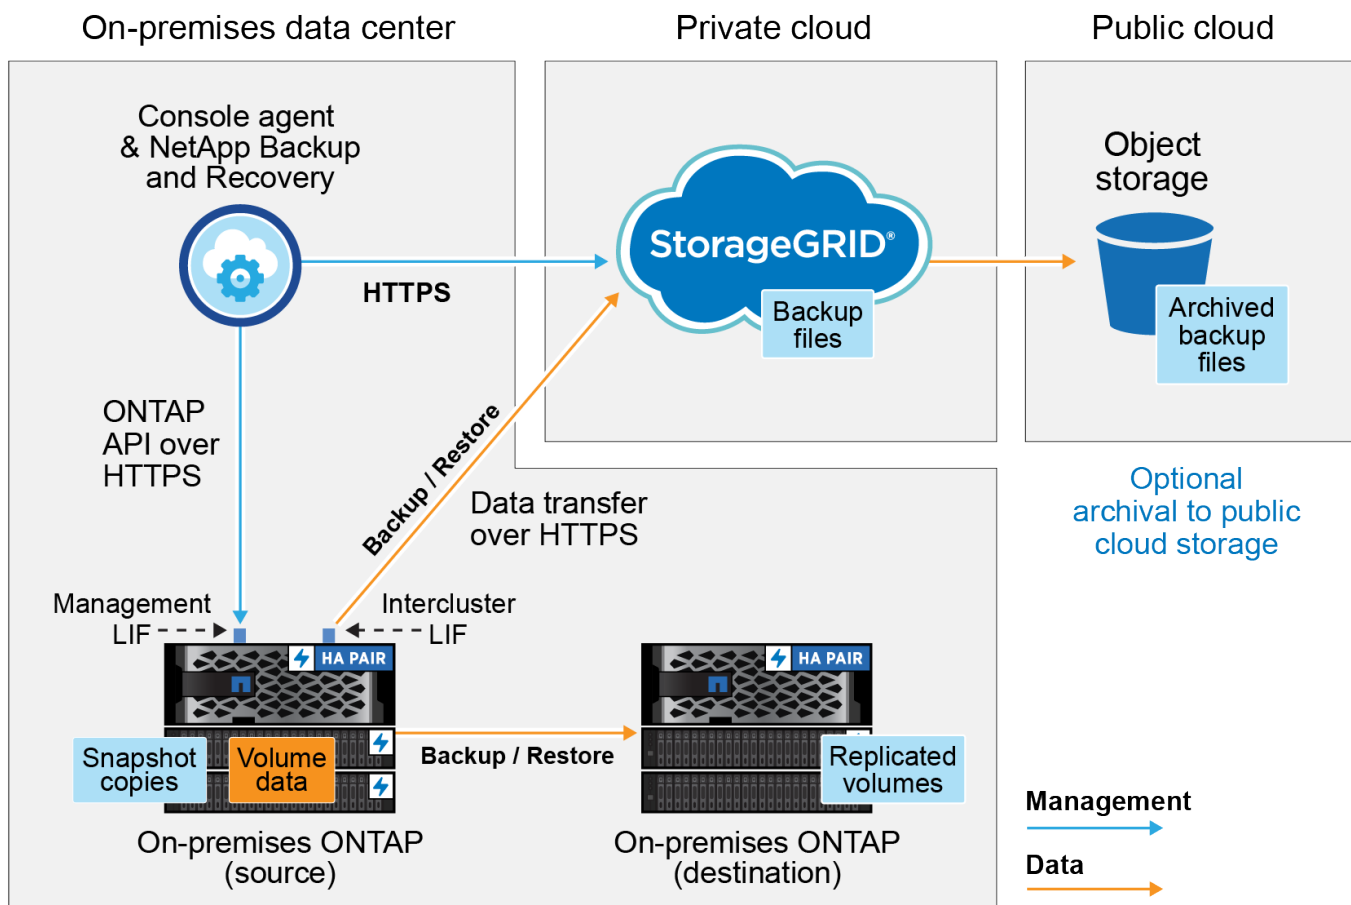 On-premises data center
Private cloud
Public cloud
Console agent
& NetApp Backup
and Recovery
Object
storage
StorageGRID®
HTTPS
Backup
files
Archived
backup
files
ONTAP
API over
HTTPS
Backup / Restore
Data transfer
over HTTPS
Optional
archival to public
cloud storage
Management
LIF
Intercluster
LIF
HA PAIR
HA PAIR
Snapshot
copies
Volume
data
Backup / Restore
Replicated
volumes
On-premises ONTAP
(source)
On-premises ONTAP
(destination)
Management
Data